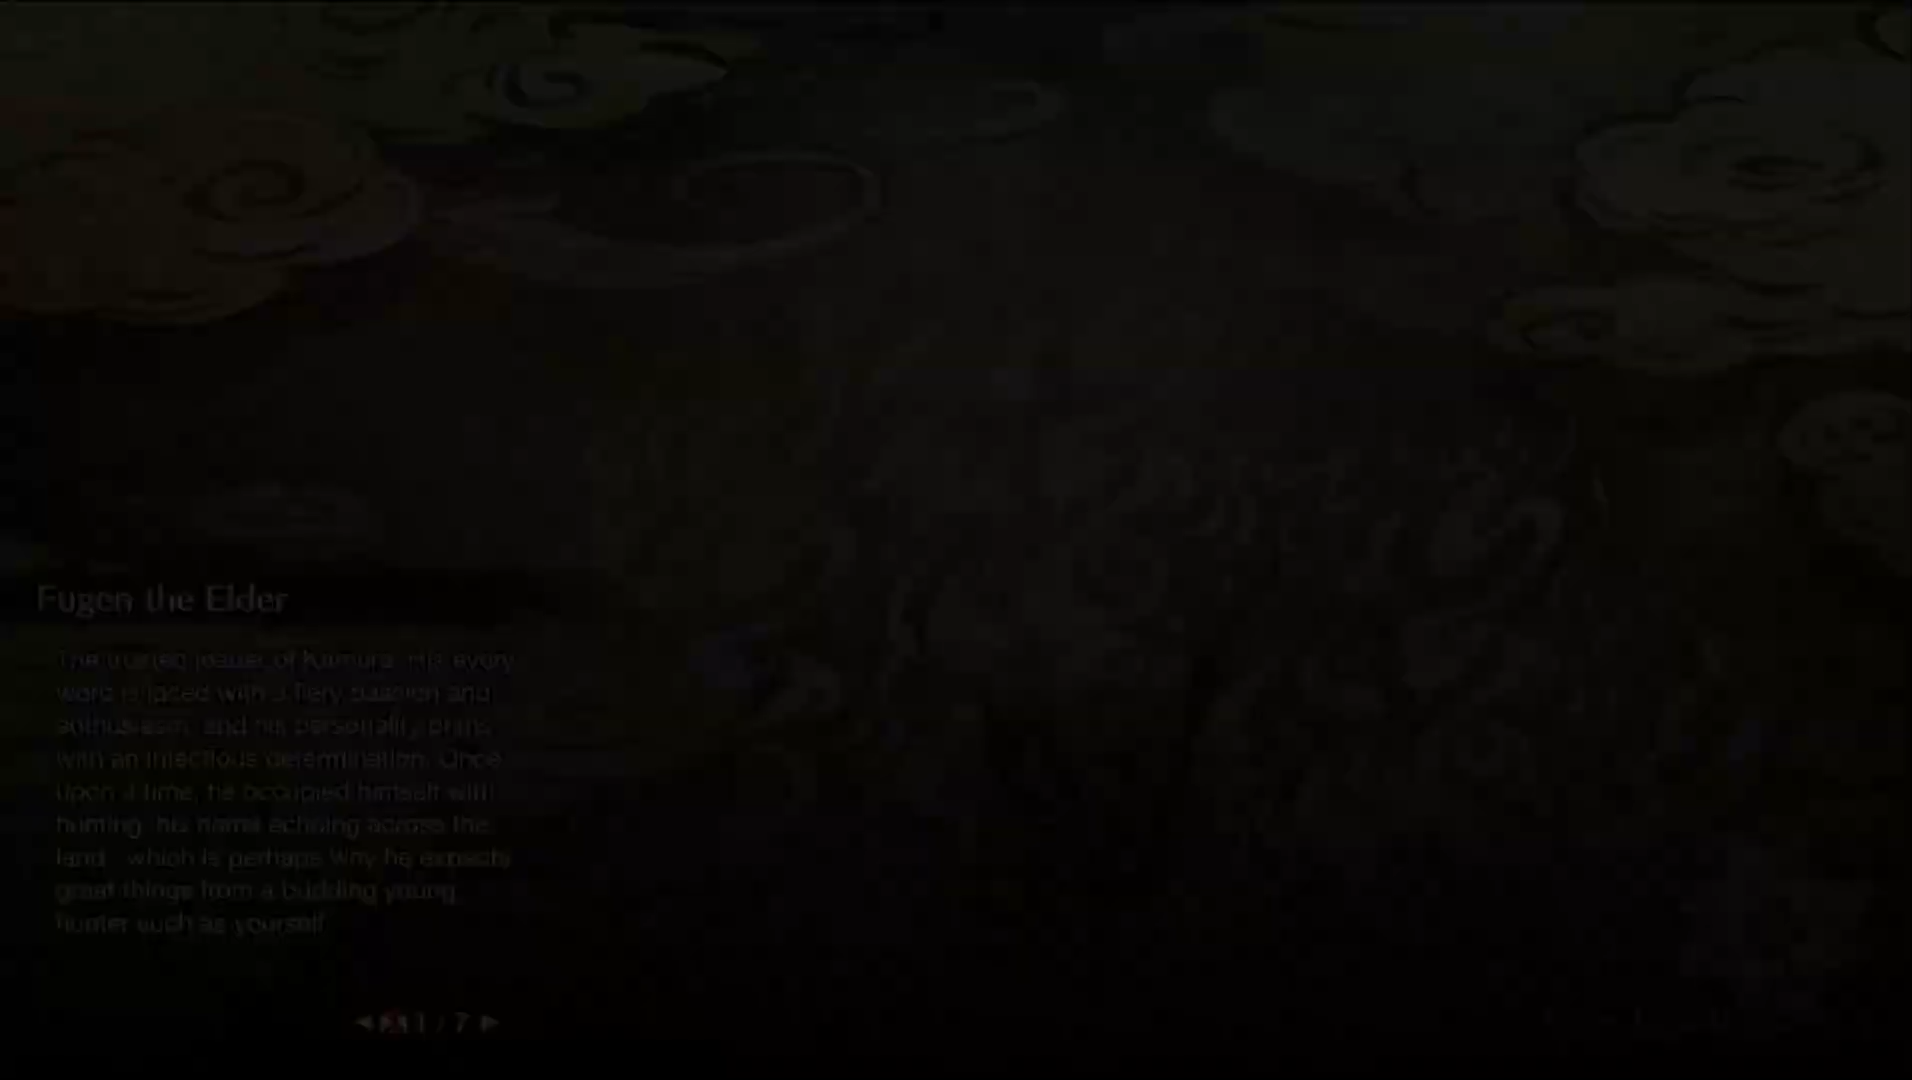 Fugen the Elder
The trusted leader of Kamura. His every
word is laced with a fiery passion and
enthusiasm, and his personality brims
with an infectious determination. Once
upon a time, he occupied himself with
hunting, his name echoing across the
land, which is perhaps why he expects
great things from a budding young
hunter such as yourself.
1 / 7